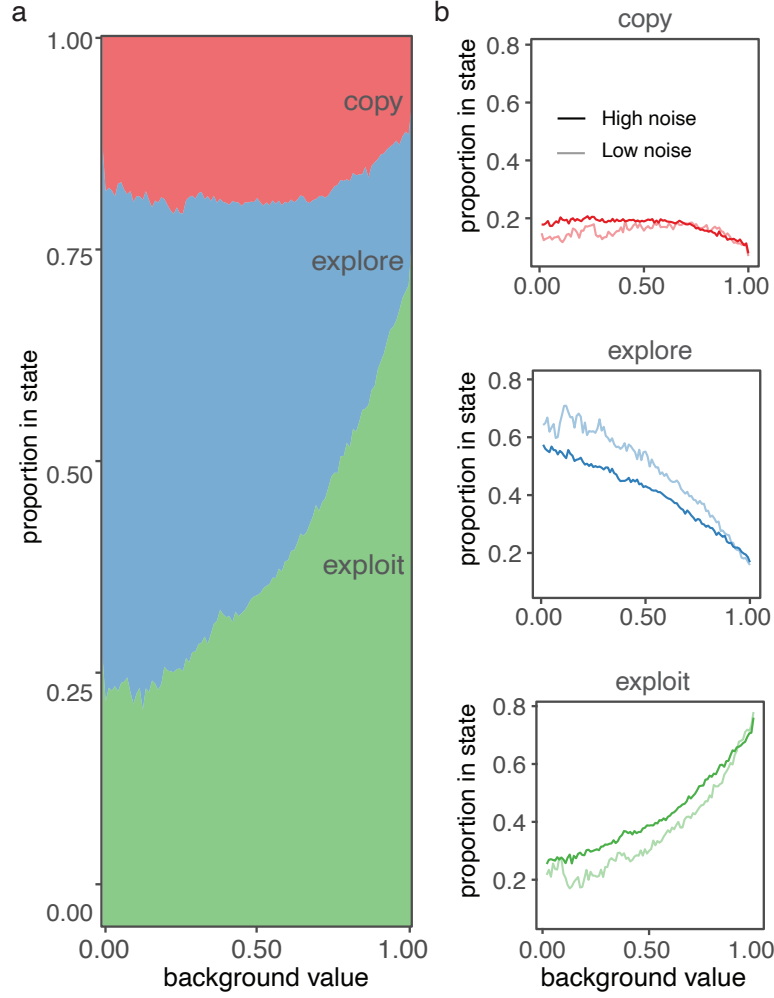 a
1.00
0.75
0.50
0.25
0.00
proportion in state
copy
explore
exploit
0.00
0.50
1.00
background value
b
copy
0.8
0.6
0.4
0.2
proportion in state
High noise
Low noise
0.00
0.50
1.00
explore
0.8
0.6
0.4
0.2
proportion in state
0.00
0.50
1.00
exploit
0.8
0.6
0.4
0.2
proportion in state
0.00
0.50
1.00
background value